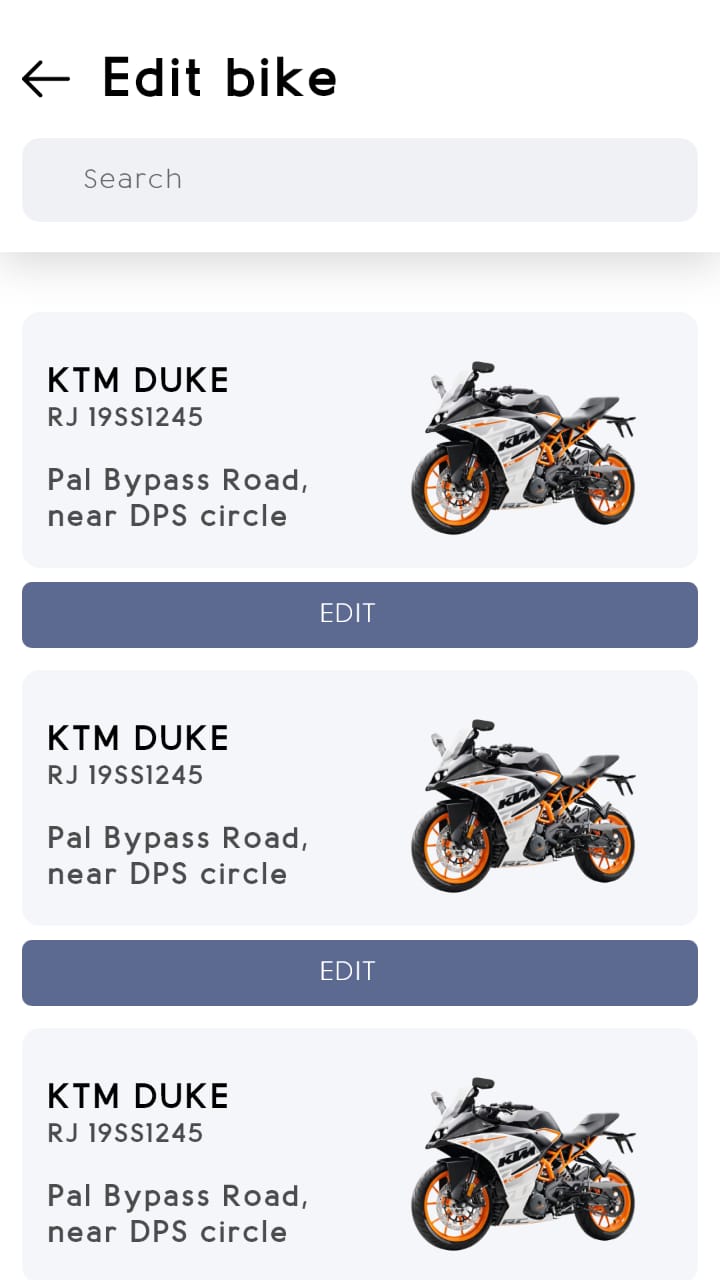 Edit bike
Search
KTM DUKE
RJ 19SS1245
Pal Bypass Road,
near DPS circle
KTM
RC
EDIT
KTM DUKE
RJ 19SS1245
Pal Bypass Road,
near DPS circle
KTM
RC
EDIT
KTM DUKE
RJ 19SS1245
Pal Bypass Road,
near DPS circle
KTM
RC